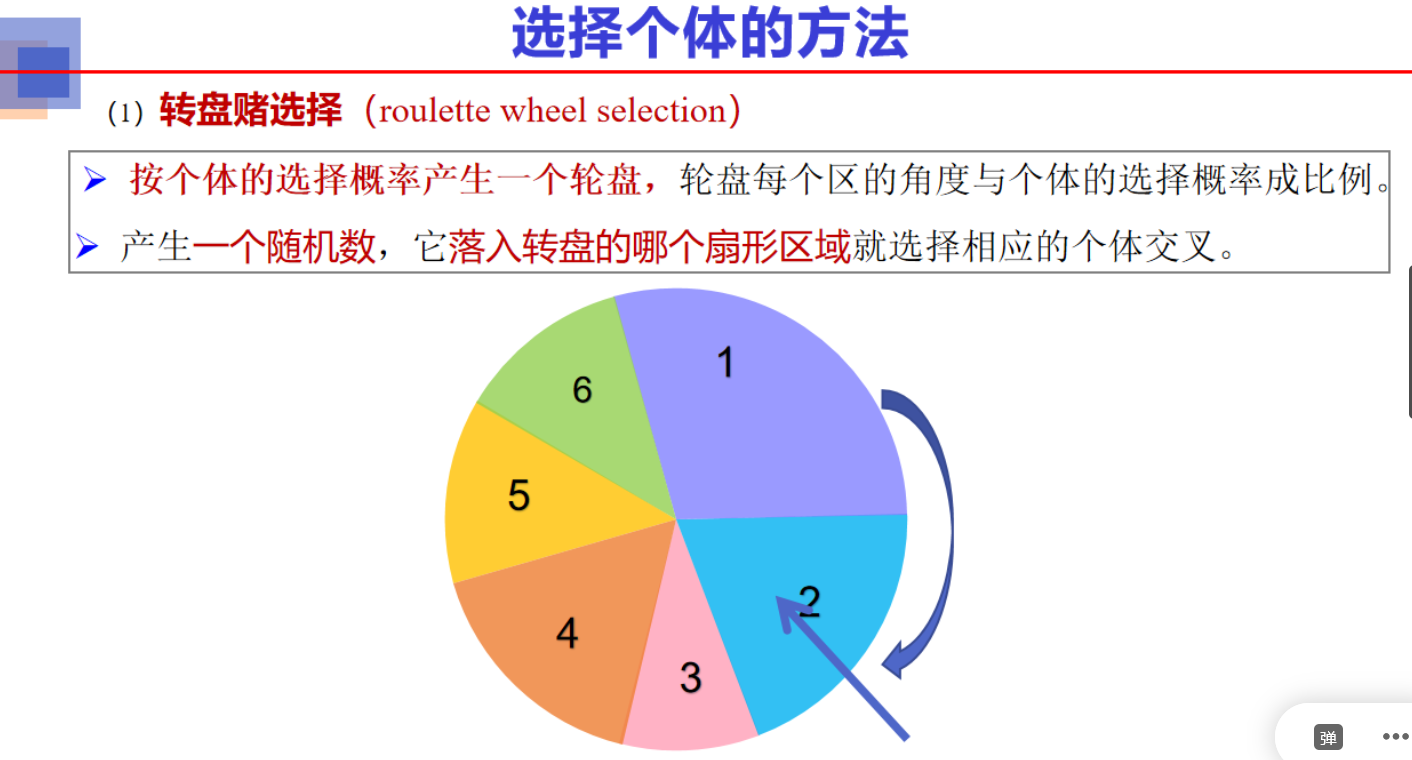 选择个体的方法
(1) 转盘赌选择（roulette wheel selection）
按个体的选择概率产生一个轮盘，轮盘每个区的角度与个体的选择概率成比例。
产生一个随机数，它落入转盘的哪个扇形区域就选择相应的个体交叉。
1
6
5
2
4
3
弹